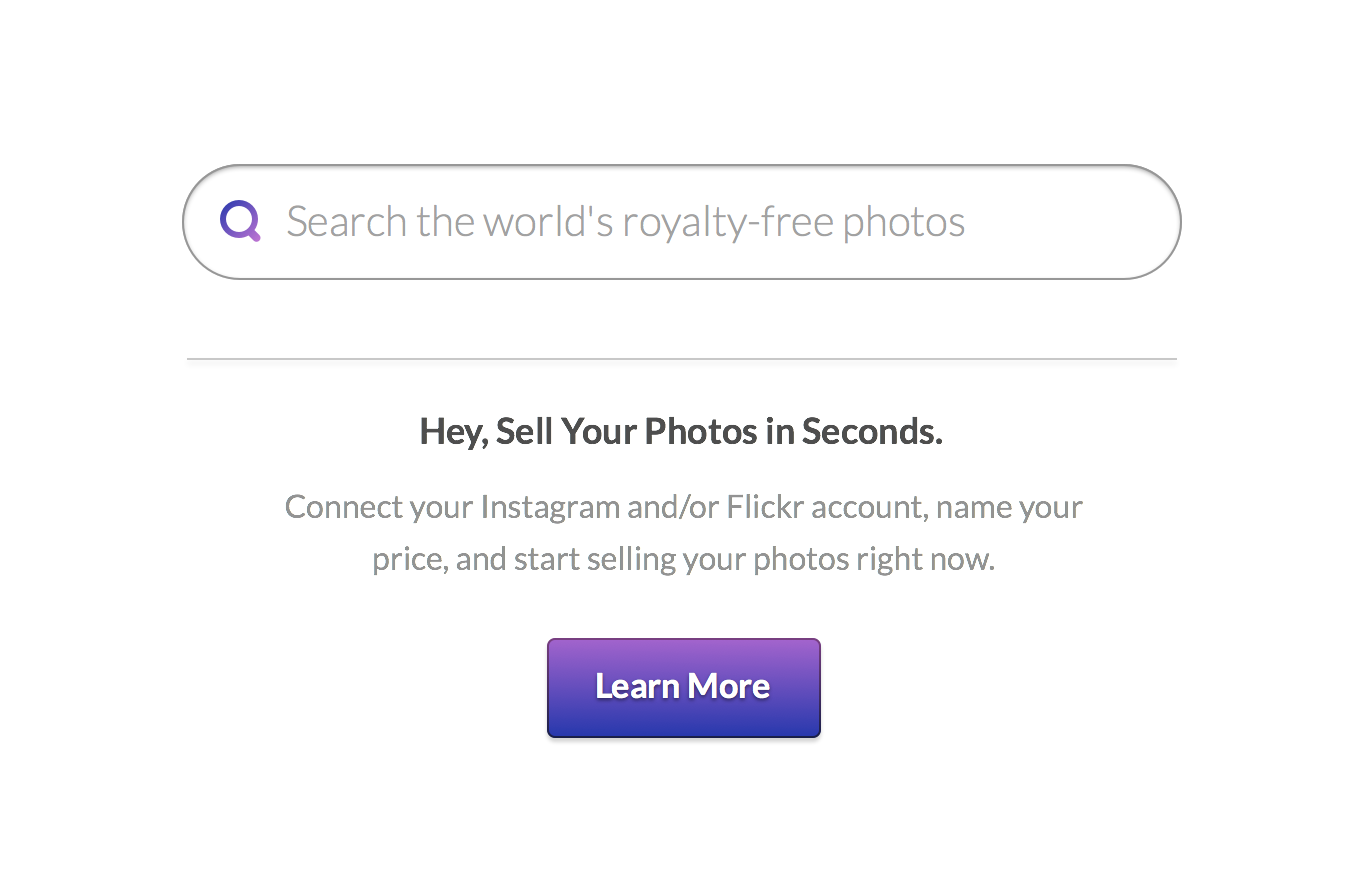 Search the world's royalty-free photos
Hey, Sell Your Photos in Seconds.
Connect your Instagram and/or Flickr account, name your
price, and start selling your photos right now.
Learn More